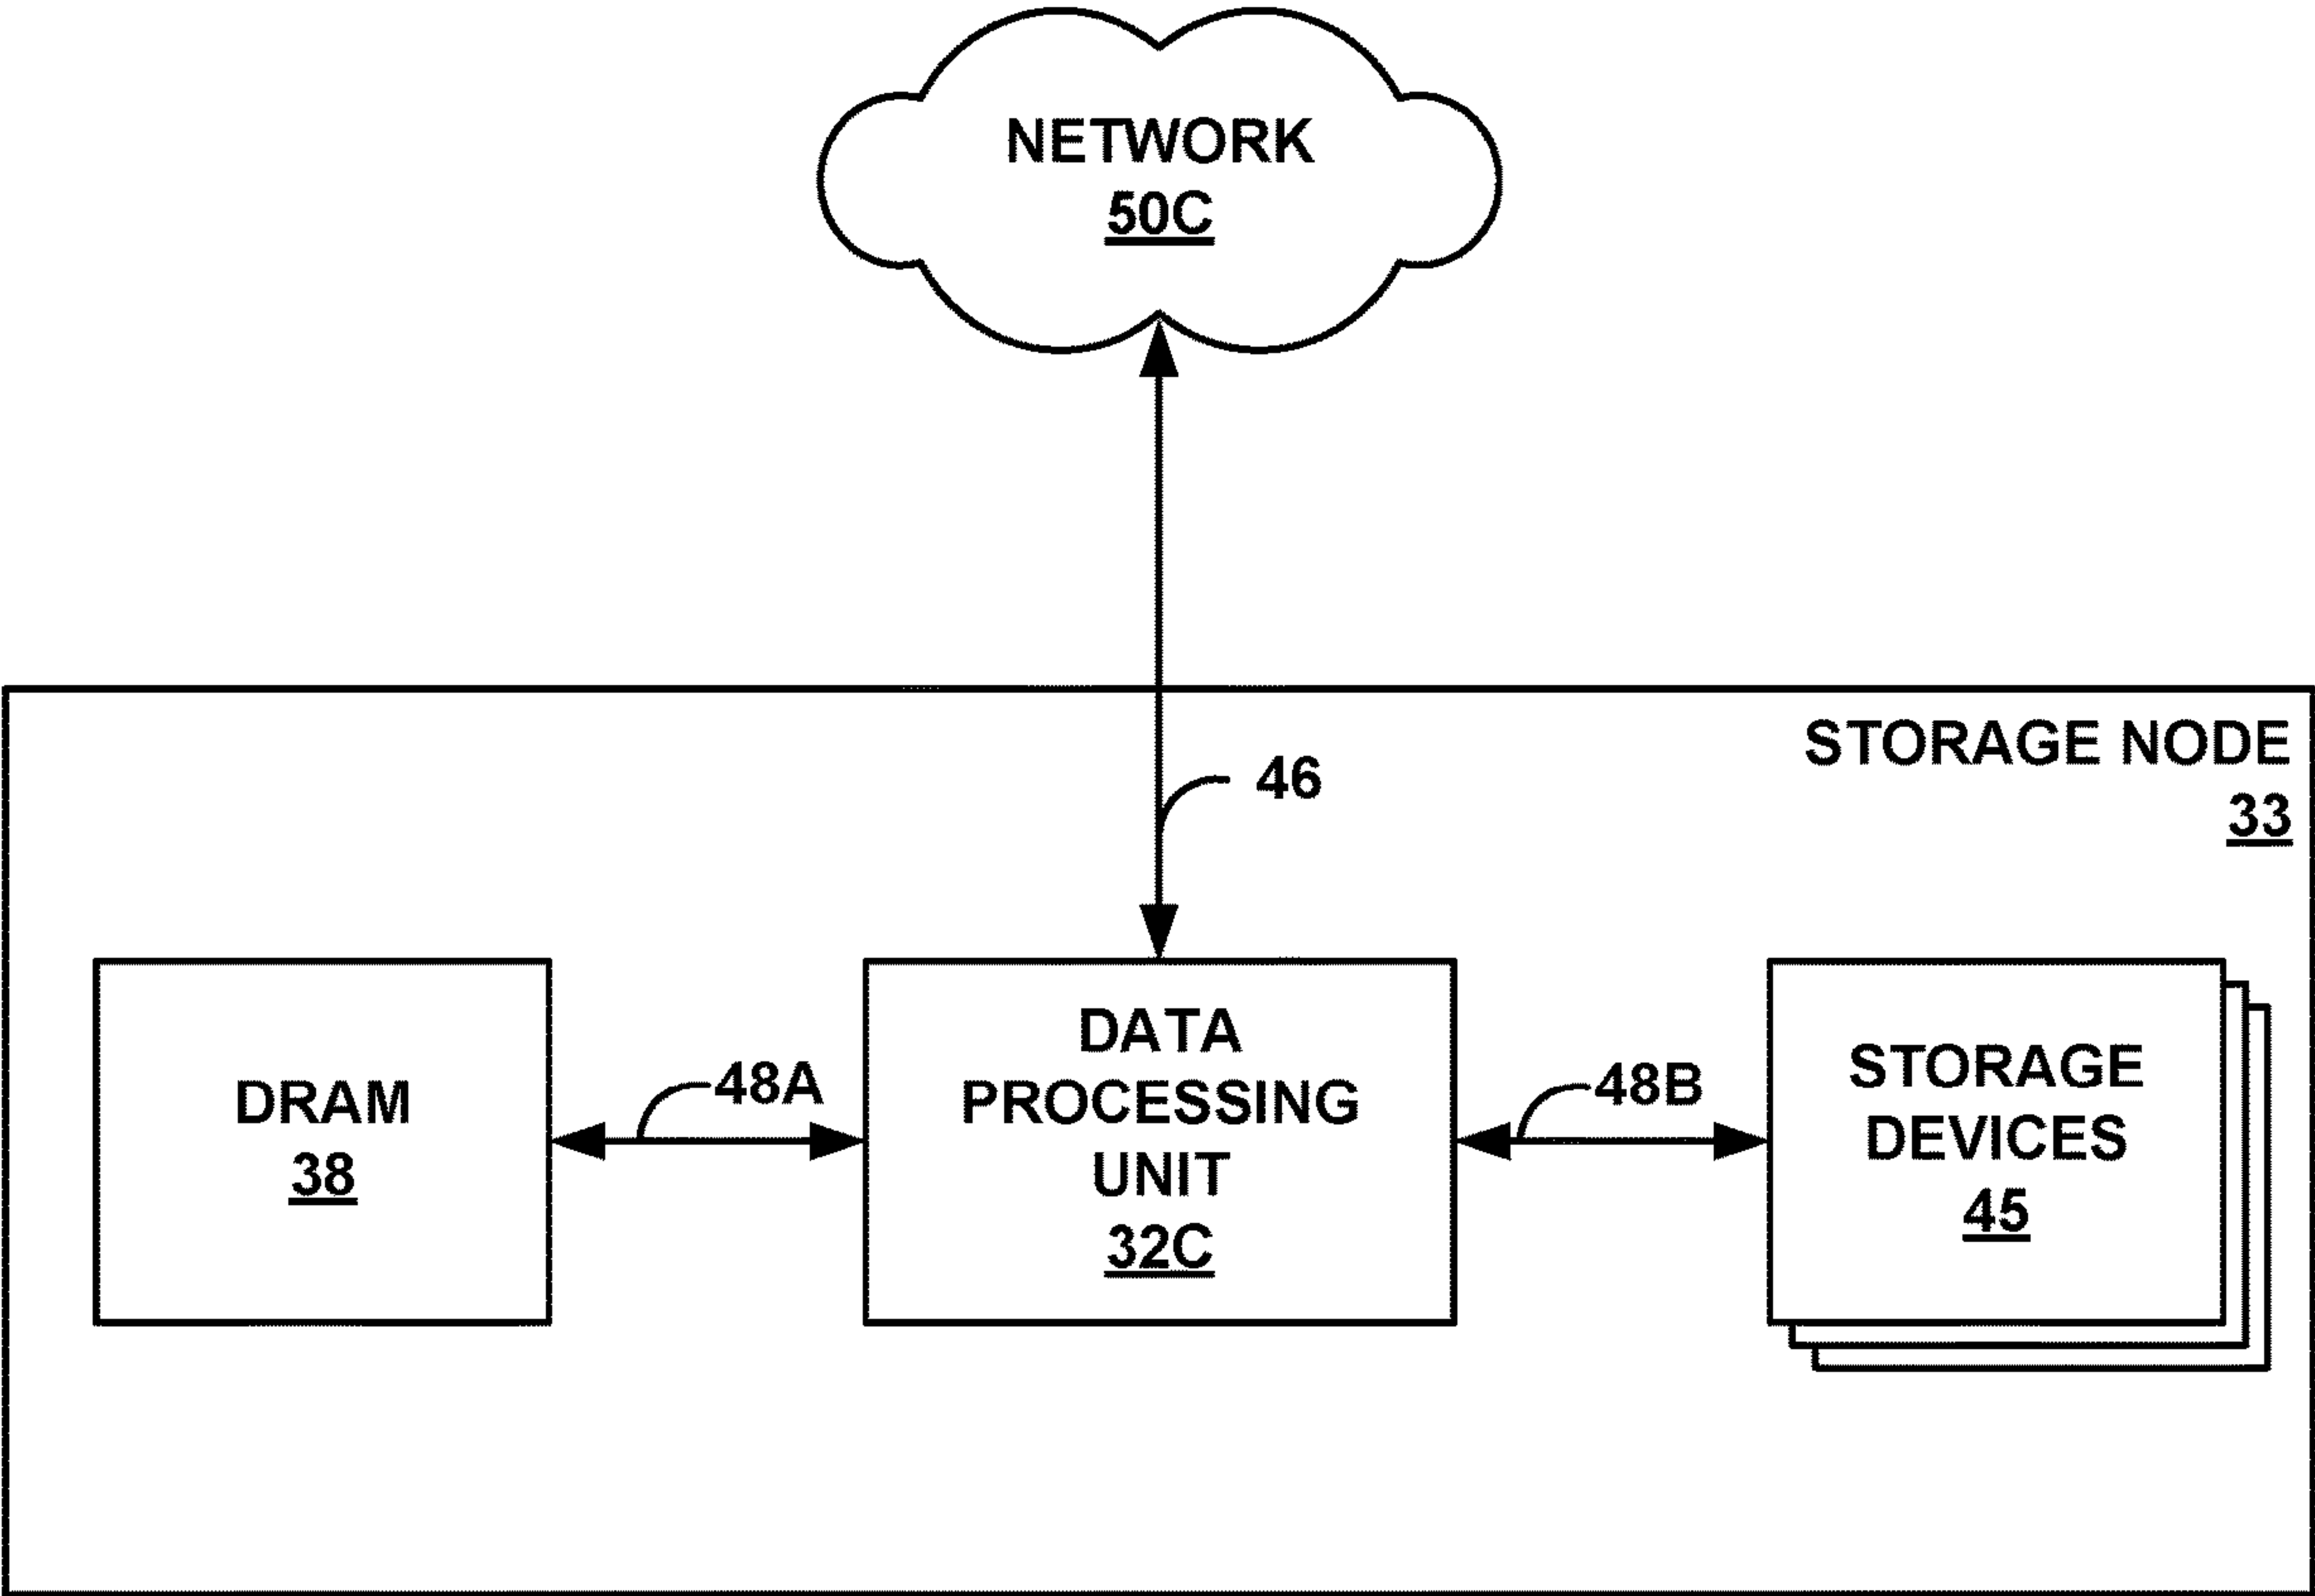 NETWORK
50C
STORAGE NODE
33
46
DRAM
38
48A
DATA
PROCESSING
UNIT
32C
48B
STORAGE
DEVICES
45